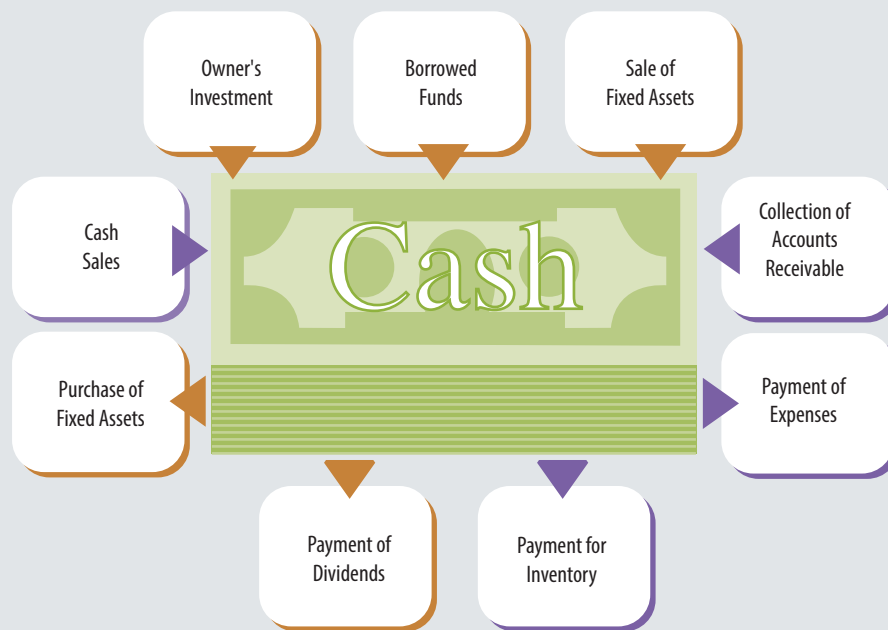 Owner's
Investment
Borrowed
Funds
Sale of
Fixed Assets
Cash
Sales
Cash
Collection of
Accounts
Receivable
Purchase of
Fixed Assets
Payment of
Expenses
Payment of
Dividends
Payment for
Inventory